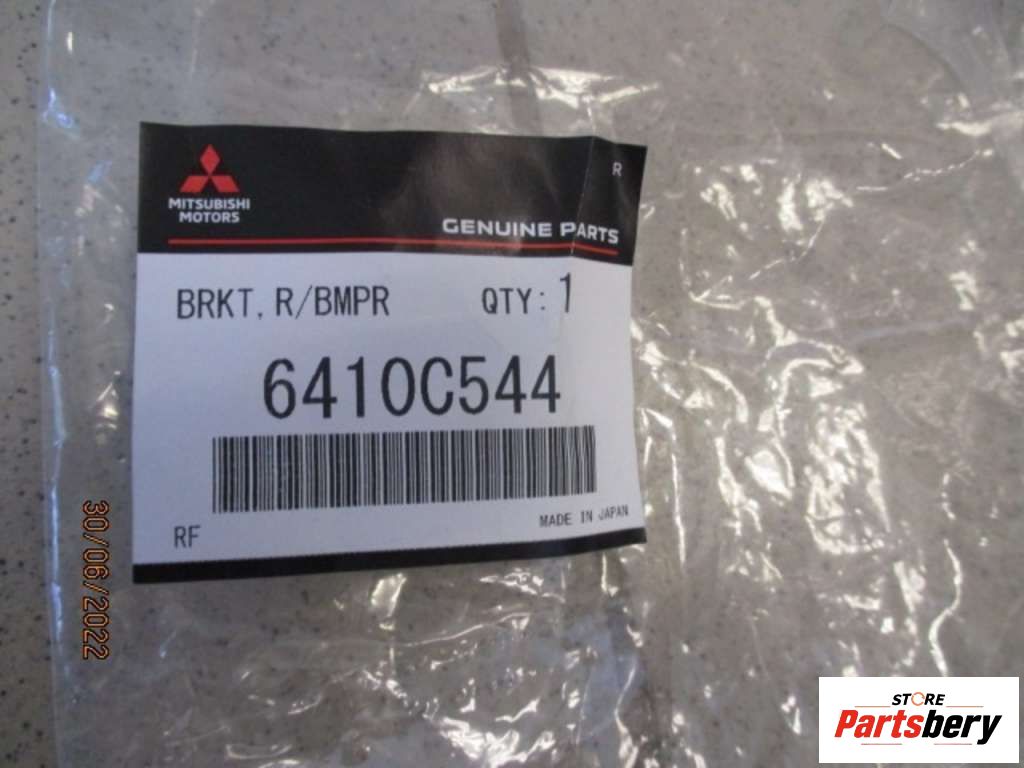 R
MITSUBISHI
MOTORS
GENUINE PARTS
BRKT, R/BMPR QTY: 1
6410C544
RF
MADE IN JAPAN
30/06/2022
STORE
Partsbery